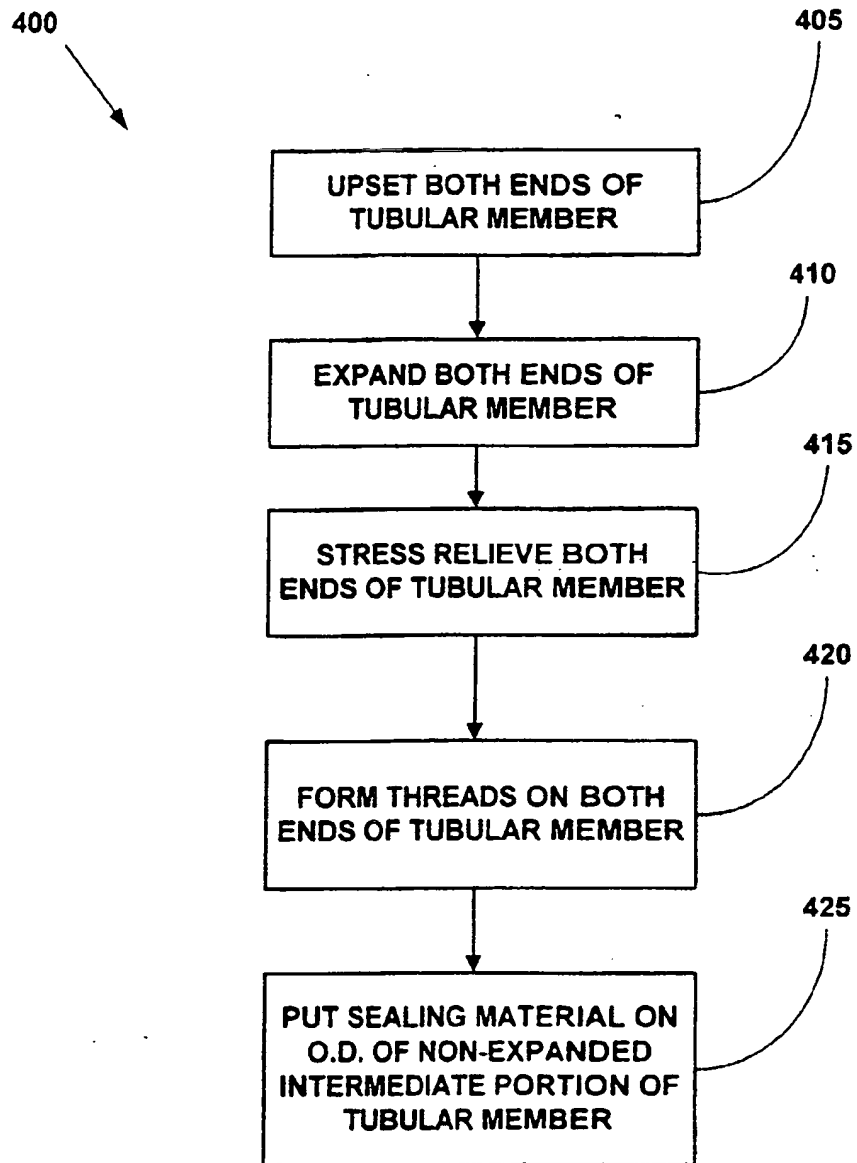 400
405
UPSET BOTH ENDS OF
TUBULAR MEMBER
410
EXPAND BOTH ENDS OF
TUBULAR MEMBER
415
STRESS RELIEVE BOTH
ENDS OF TUBULAR MEMBER
420
FORM THREADS ON BOTH
ENDS OF TUBULAR MEMBER
425
PUT SEALING MATERIAL ON
O.D. OF NON-EXPANDED
INTERMEDIATE PORTION OF
TUBULAR MEMBER